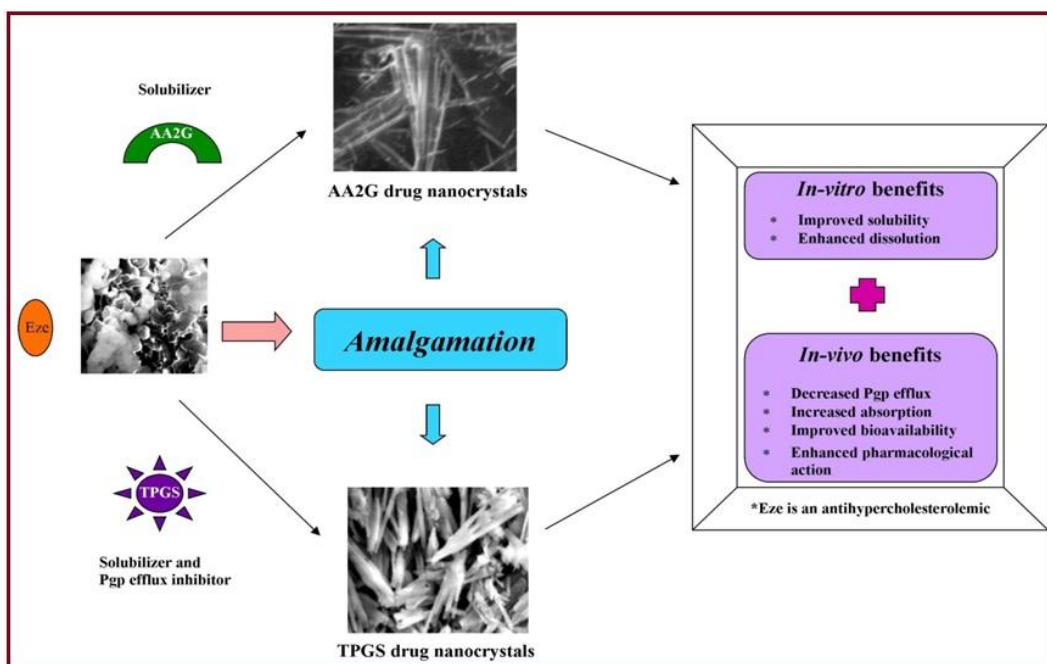 Solubilizer
AA2G
AA2G drug nanocrystals
Eze
Amalgamation
TPGS
Solubilizer and
Pgp efflux inhibitor
TPGS drug nanocrystals
In-vitro benefits
* Improved solubility
* Enhanced dissolution
In-vivo benefits
* Decreased Pgp efflux
* Increased absorption
* Improved bioavailability
* Enhanced pharmacological
action
*Eze is an antihypercholesterolemic